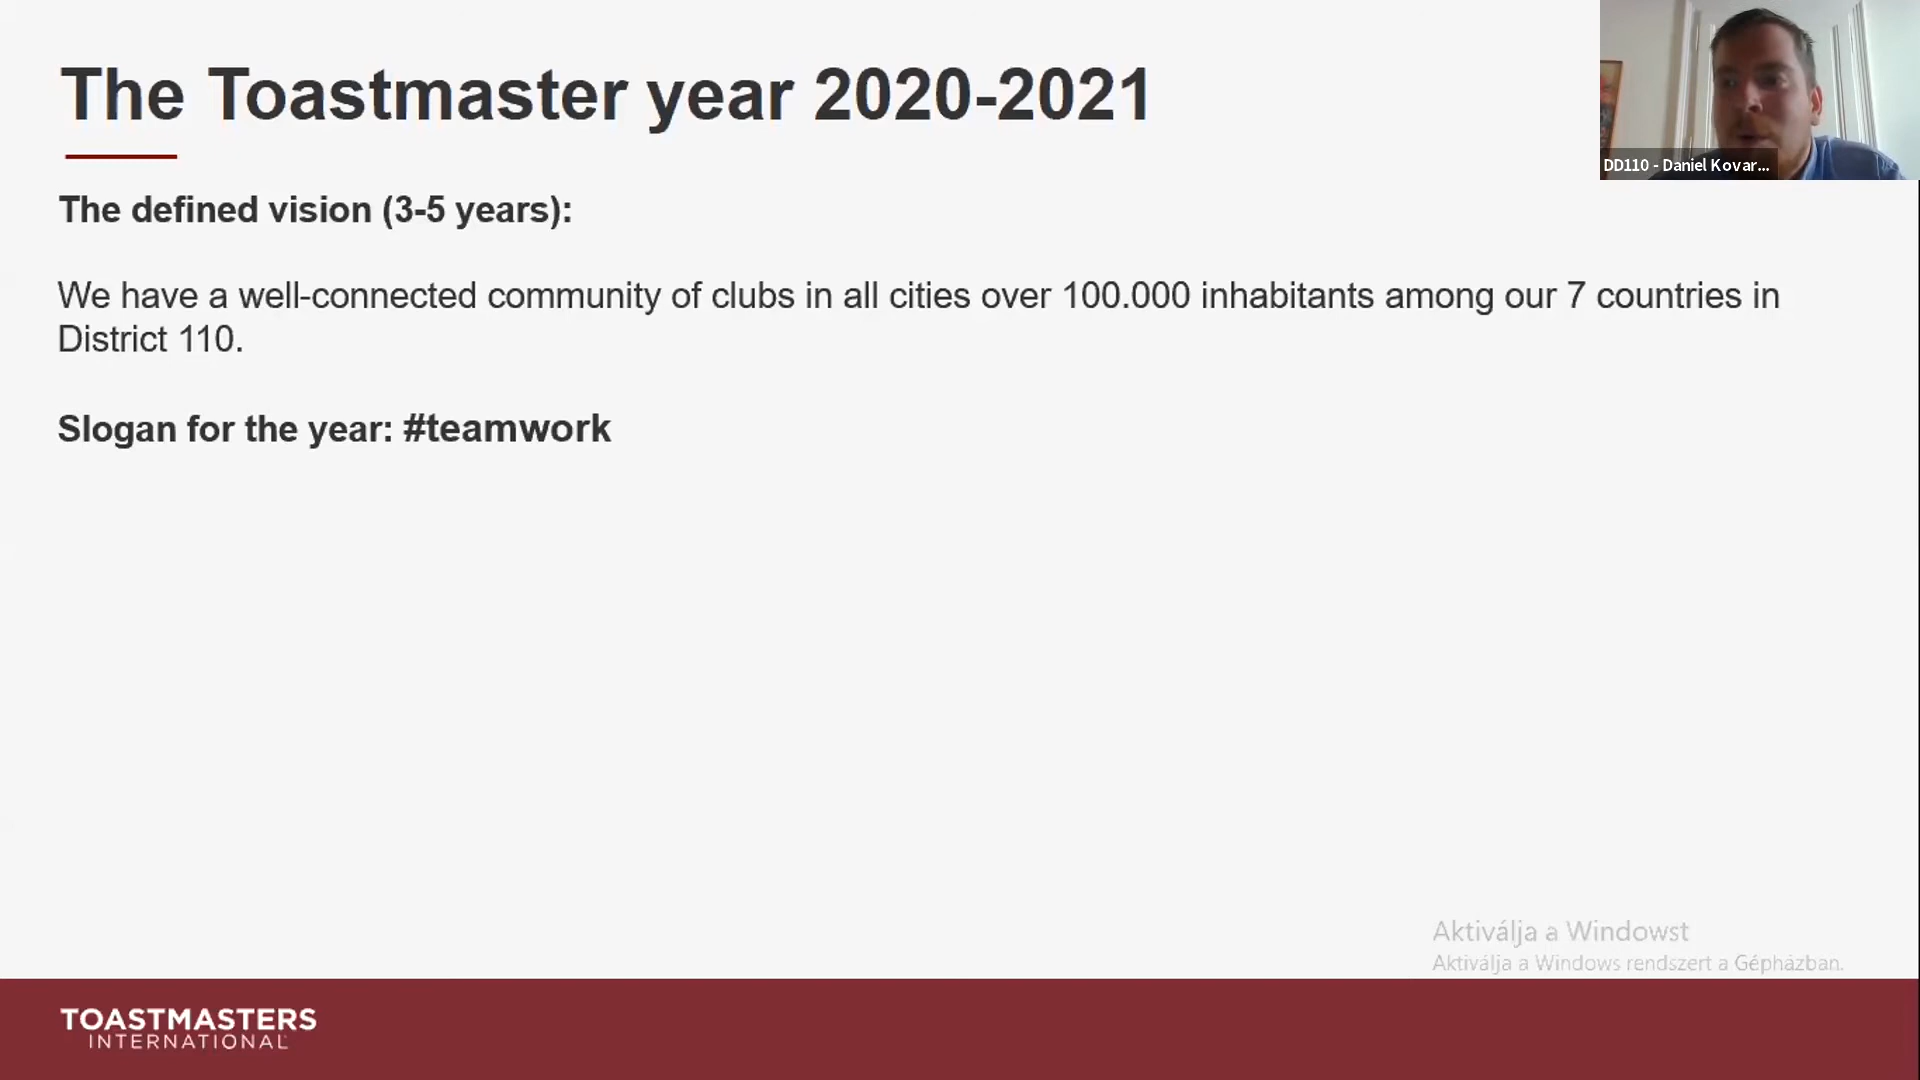 The Toastmaster year 2020-2021
DD110 - Daniel Kovar...
The defined vision (3-5 years):
We have a well-connected community of clubs in all cities over 100.000 inhabitants among our 7 countries in
District 110.
Slogan for the year: #teamwork
Aktiválja a Windowst
Aktiválja a Windows rendszert a Gépházban.
TOASTMASTERS
INTERNATIONAL